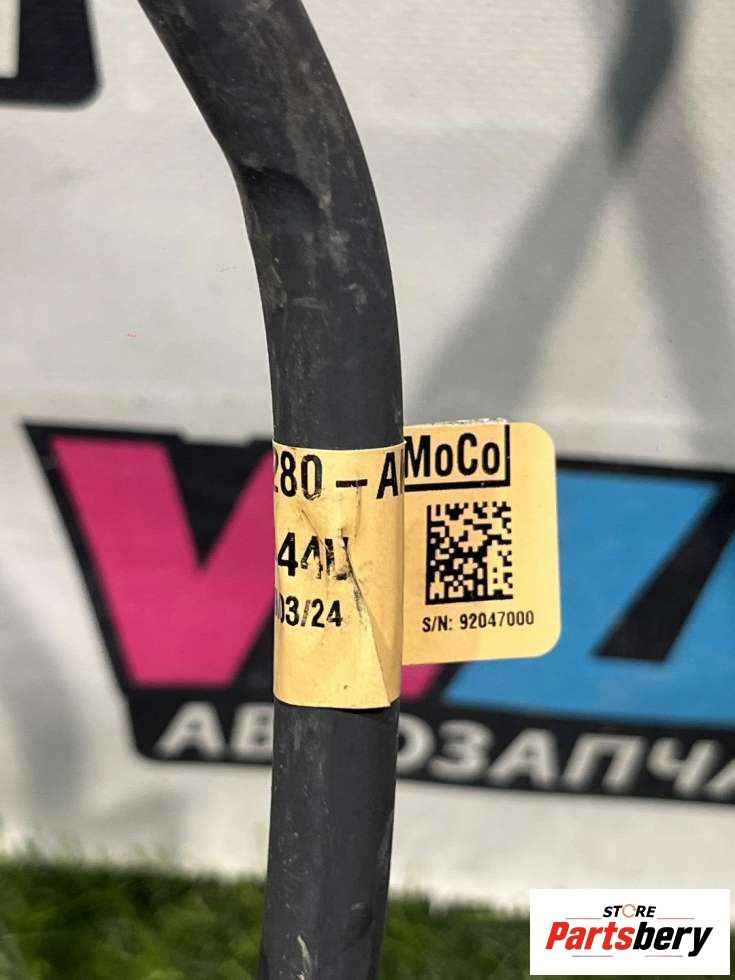 280-A
MoCo
44U
03/24
S/N: 92047000
АВТОЗАПЧА
STORE
Partsbery